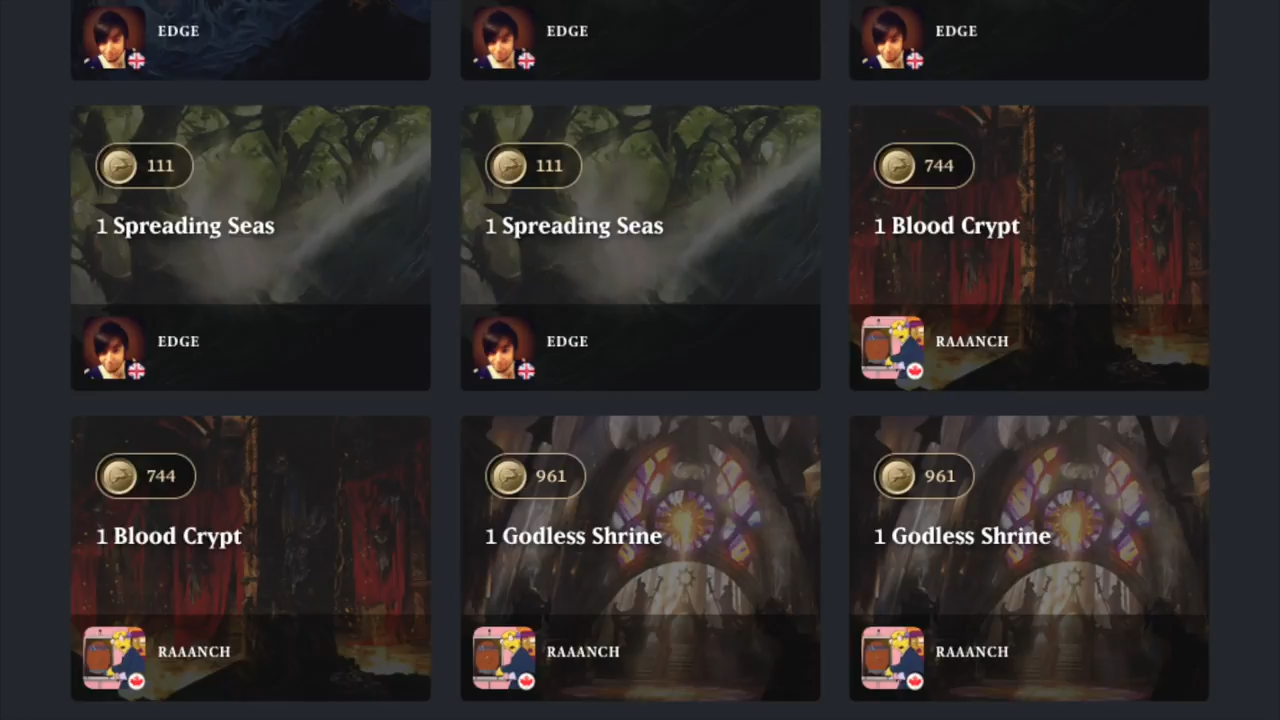 EDGE
EDGE
EDGE
111
111
744
1 Spreading Seas
1 Spreading Seas
1 Blood Crypt
EDGE
EDGE
RAAANCH
744
961
961
1 Blood Crypt
1 Godless Shrine
1 Godless Shrine
RAAANCH
RAAANCH
RAAANCH